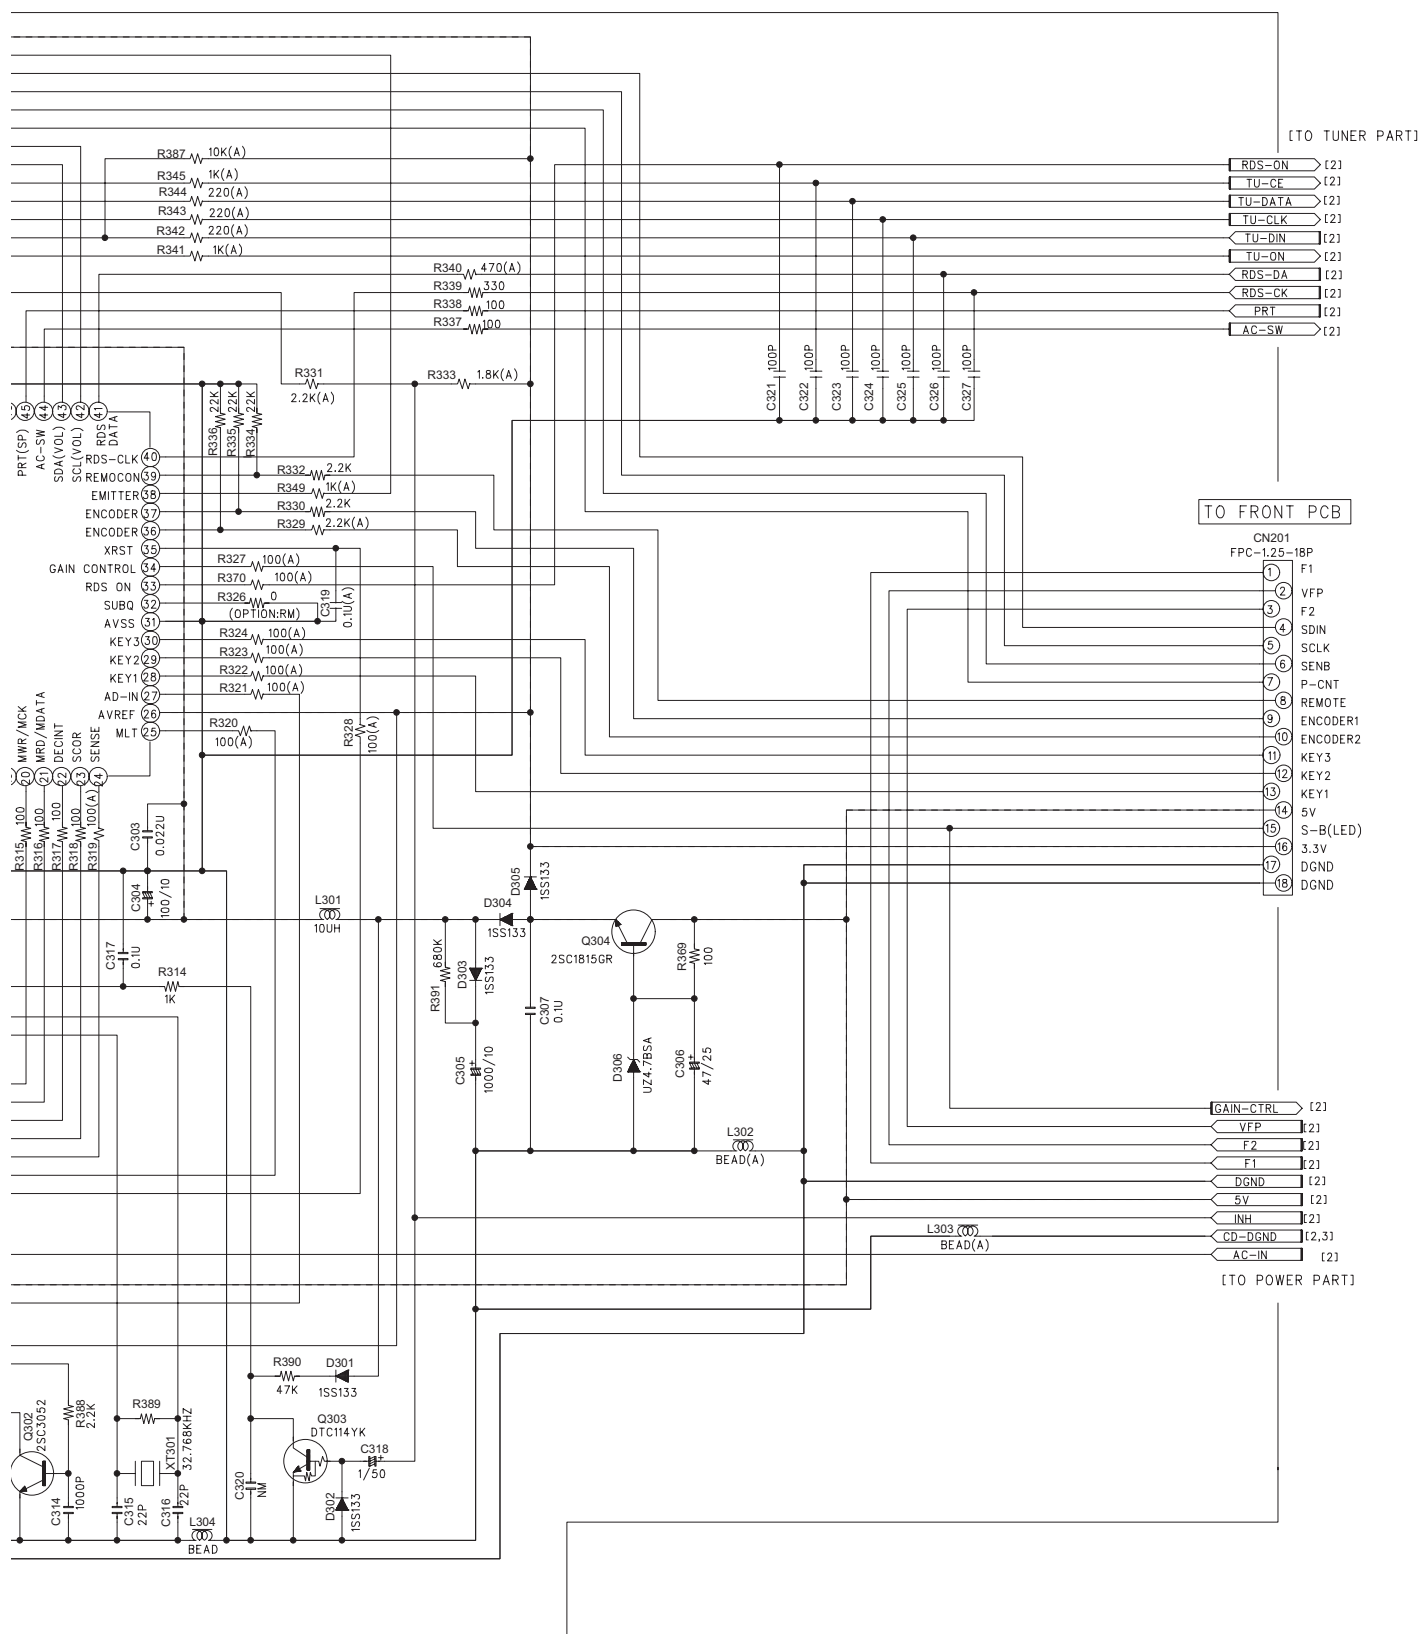 [TO TUNER PART]
R387 10K(A)
RDS-ON [2]
R345 1K(A)
TU-CE [2]
R344 220(A)
TU-DATA [2]
R343 220(A)
TU-CLK [2]
R342 220(A)
TU-DIN [2]
R341 1K(A)
TU-ON [2]
R340 470(A)
RDS-DA [2]
R339 330
RDS-CK [2]
R338 100
PRT [2]
R337 100
AC-SW [2]
C321 100P
C322 100P
C323 100P
C324 100P
C325 100P
C326 100P
C327 100P
R331
2.2K(A)
R333 1.8K(A)
R336 22K
R335 22K
R334 22K
45 PRT(SP)
44 AC-SW
43 SDA(VOL)
42 SCL(VOL)
41 RDS DATA
RDS-CLK 40
REMOCON 39
EMITTER 38
ENCODER 37
ENCODER 36
XRST 35
GAIN CONTROL 34
RDS ON 33
SUBQ 32
AVSS 31
KEY3 30
KEY2 29
KEY1 28
AD-IN 27
AVREF 26
MLT 25
R332 2.2K
R349 1K(A)
R330 2.2K
R329 2.2K(A)
R327 100(A)
R370 100(A)
R326 0
(OPTION:RM)
C319
0.1U(A)
R324 100(A)
R323 100(A)
R322 100(A)
R321 100(A)
R320
100(A)
R328
100(A)
TO FRONT PCB
CN201
FPC-1.25-18P
1 F1
2 VFP
3 F2
4 SDIN
5 SCLK
6 SENB
7 P-CNT
8 REMOTE
9 ENCODER1
10 ENCODER2
11 KEY3
12 KEY2
13 KEY1
14 5V
15 S-B(LED)
16 3.3V
17 DGND
18 DGND
20 MWR/MCK
21 MRD/MDATA
22 DECINT
23 SCOR
24 SENSE
R315 100
R316 100
R317 100
R318 100
R319 100(A)
C303
0.022U
C304 +
100/10
C317
0.1U
R314
1K
L301
10UH
D304
1SS133
D305
1SS133
R391 680K
D303
1SS133
C307
0.1U
C305 +
1000/10
Q304
2SC1815GR
R369
100
D306
UZ4.7BSA
C306 +
47/25
L302
BEAD(A)
GAIN-CTRL [2]
VFP [2]
F2 [2]
F1 [2]
DGND [2]
5V [2]
INH [2]
L303
BEAD(A)
CD-DGND [2,3]
AC-IN [2]
[TO POWER PART]
R390
47K
D301
1SS133
Q302
2SC3052
R388
2.2K
R389
XT301
32.768KHZ
Q303
DTC114YK
C318 +
1/50
C320
NM
D302
1SS133
C314
1000P
C315
22P
C316
22P
L304
BEAD